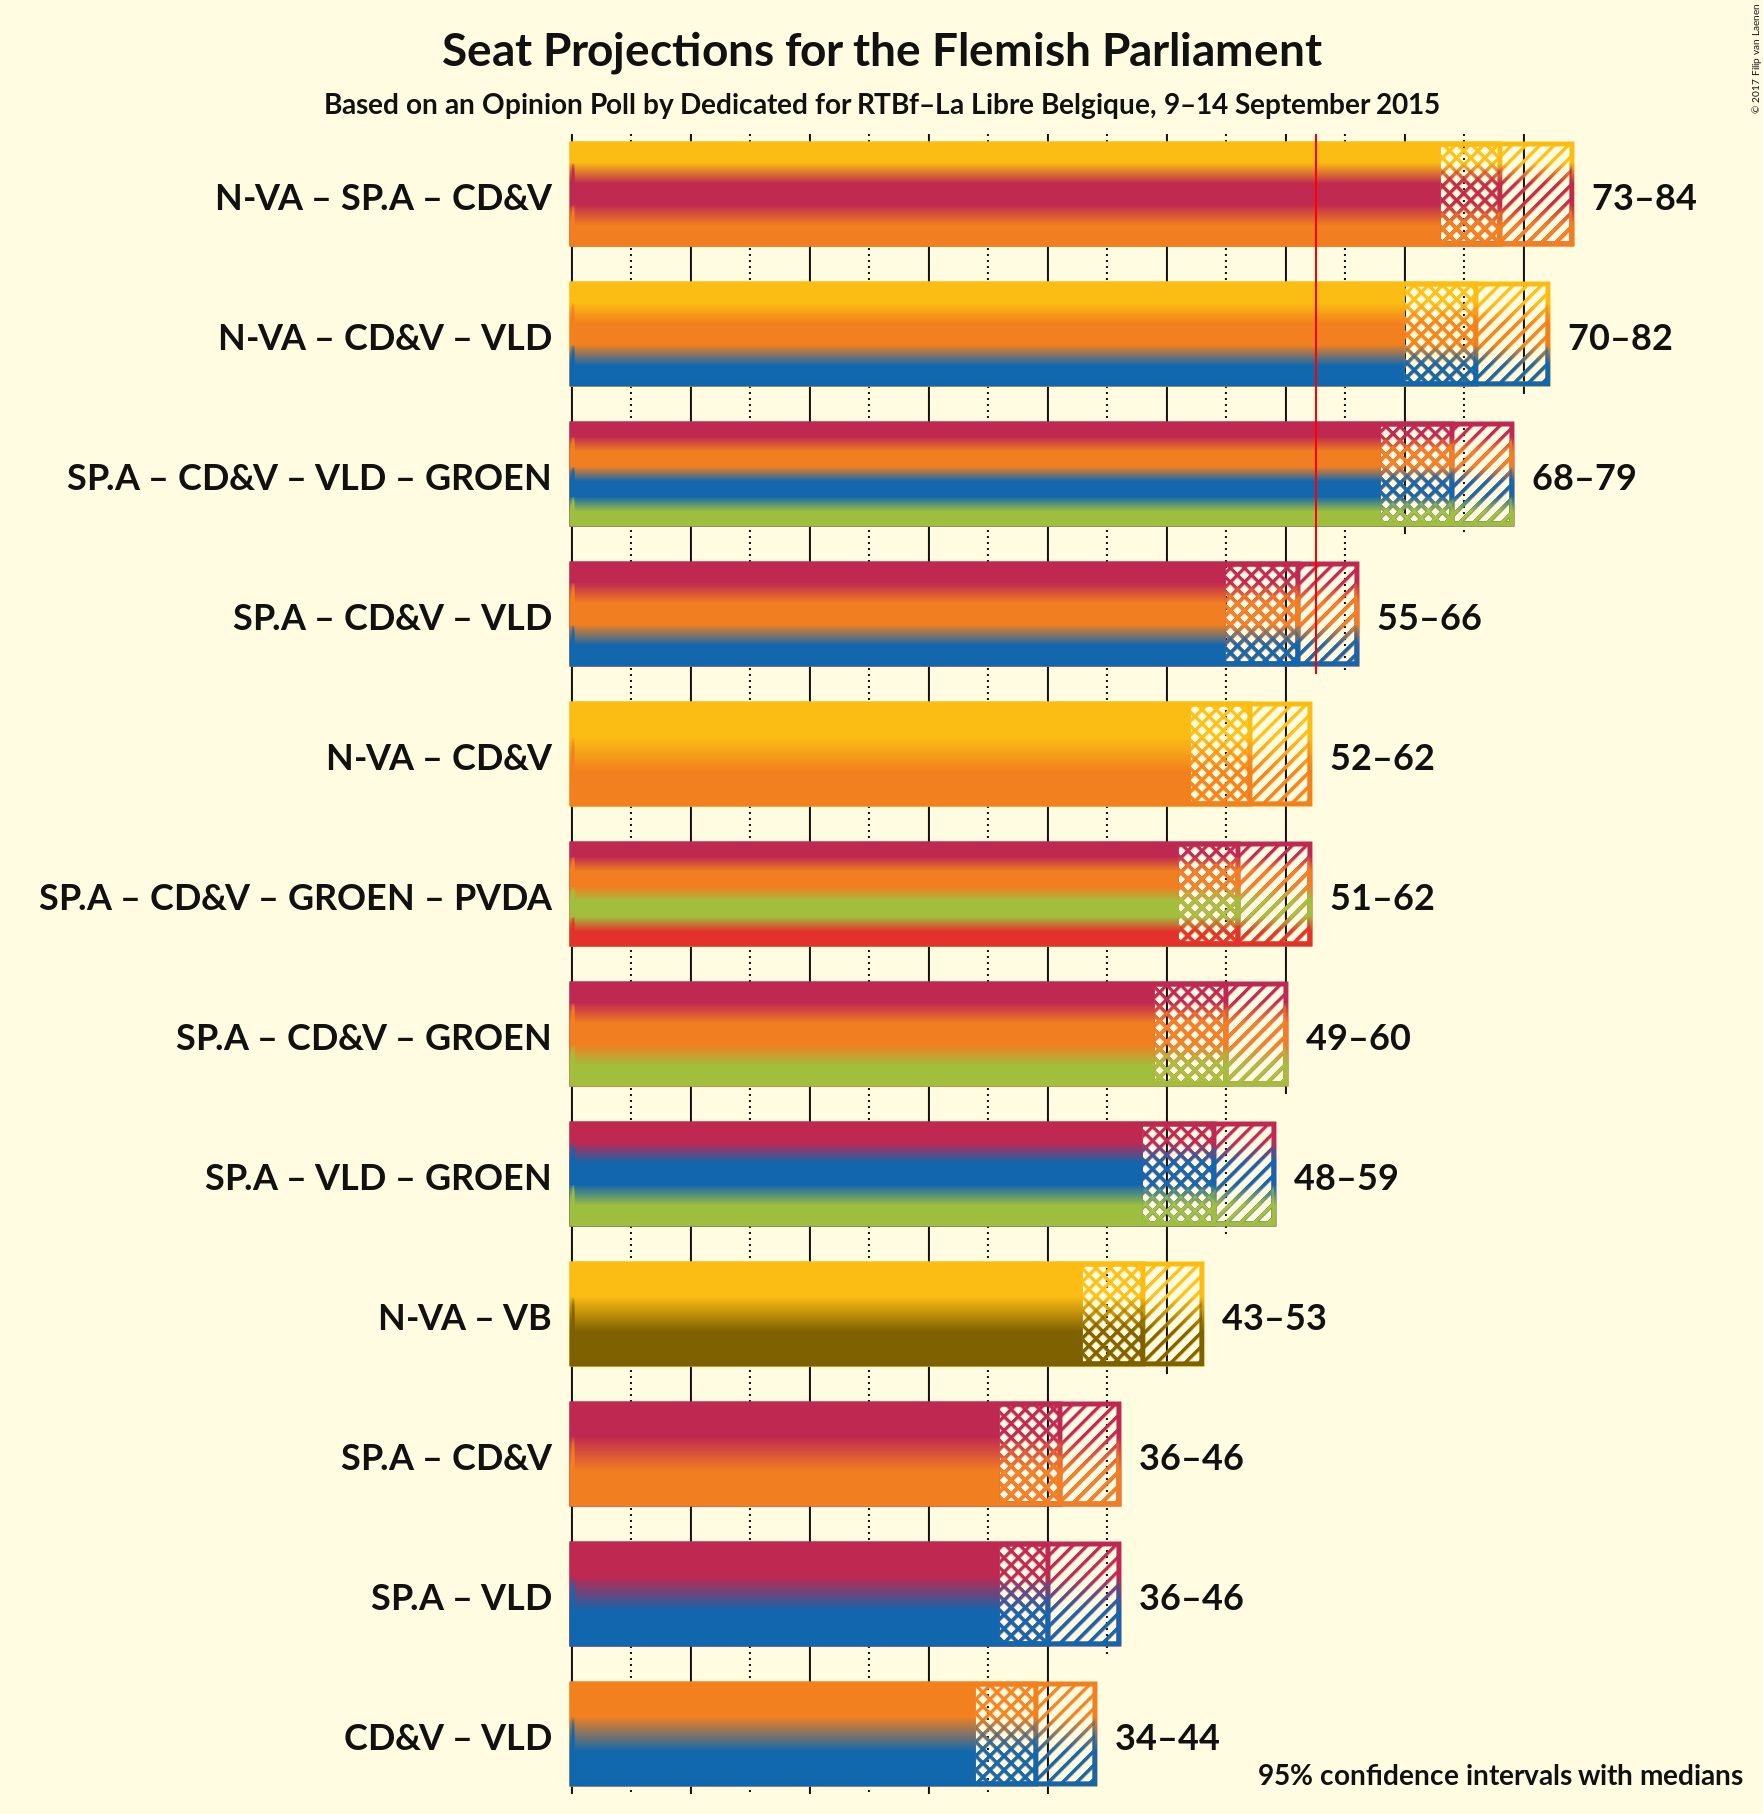 Seat Projections for the Flemish Parliament
Based on an Opinion Poll by Dedicated for RTBf–La Libre Belgique, 9–14 September 2015
© 2017 Filip van Laenen
N-VA – SP.A – CD&V 73–84
N-VA – CD&V – VLD 70–82
SP.A – CD&V – VLD – GROEN 68–79
SP.A – CD&V – VLD 55–66
N-VA – CD&V 52–62
SP.A – CD&V – GROEN – PVDA 51–62
SP.A – CD&V – GROEN 49–60
SP.A – VLD – GROEN 48–59
N-VA – VB 43–53
SP.A – CD&V 36–46
SP.A – VLD 36–46
CD&V – VLD 34–44
95% confidence intervals with medians